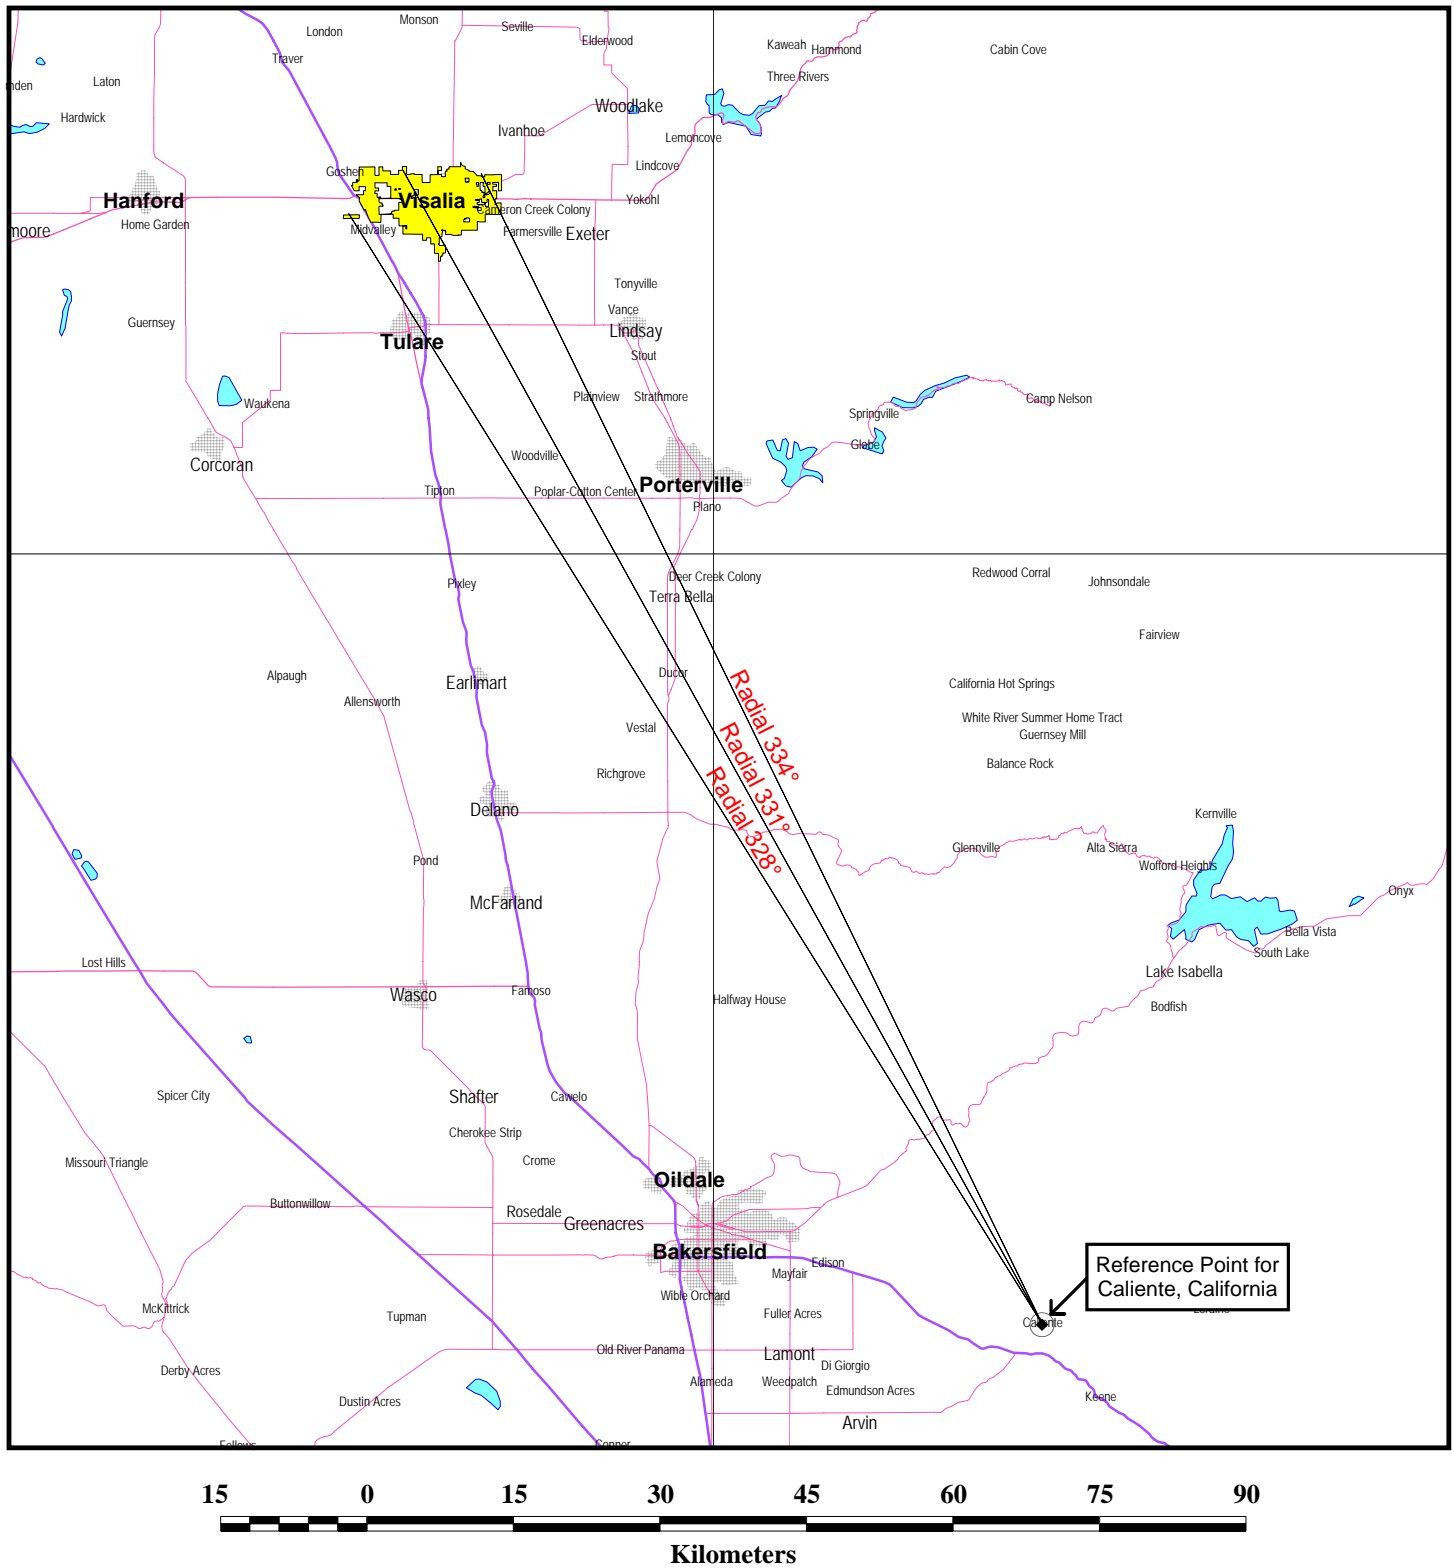 Monson
London
Seville
Elderwood
Kaweah
Hammond
Cabin Cove
Traver
Three Rivers
Laton
Hardwick
Woodlake
Ivanhoe
Lemoncove
Lindcove
Goshen
Hanford
Visalia
Yokohl
Cameron Creek Colony
Home Garden
moore
Midvalley
Farmersville
Exeter
Tonyville
Vance
Guernsey
Lindsay
Tulare
Stout
Plainview
Strathmore
Waukena
Camp Nelson
Springville
Globe
Woodville
Corcoran
Porterville
Tipton
Poplar-Cotton Center
Plano
Deer Creek Colony
Redwood Corral
Johnsondale
Pixley
Terra Bella
Fairview
Alpaugh
Ducor
Earlimart
California Hot Springs
Allensworth
Radial 334°
White River Summer Home Tract
Vestal
Guernsey Mill
Radial 331°
Balance Rock
Richgrove
Radial 328°
Delano
Kernville
Glennville
Alta Sierra
Pond
Wofford Heights
Onyx
McFarland
Bella Vista
South Lake
Lost Hills
Lake Isabella
Wasco
Famoso
Halfway House
Bodfish
Spicer City
Shafter
Cawelo
Cherokee Strip
Crome
Missouri Triangle
Oildale
Buttonwillow
Rosedale
Greenacres
Bakersfield
Edison
Mayfair
Reference Point for
Caliente, California
Wible Orchard
McKittrick
Tupman
Fuller Acres
Caliente
Old River
Panama
Lamont
Derby Acres
Di Giorgio
Alameda
Weedpatch
Edmundson Acres
Dustin Acres
Keene
Arvin
15 0 15 30 45 60 75 90
Kilometers